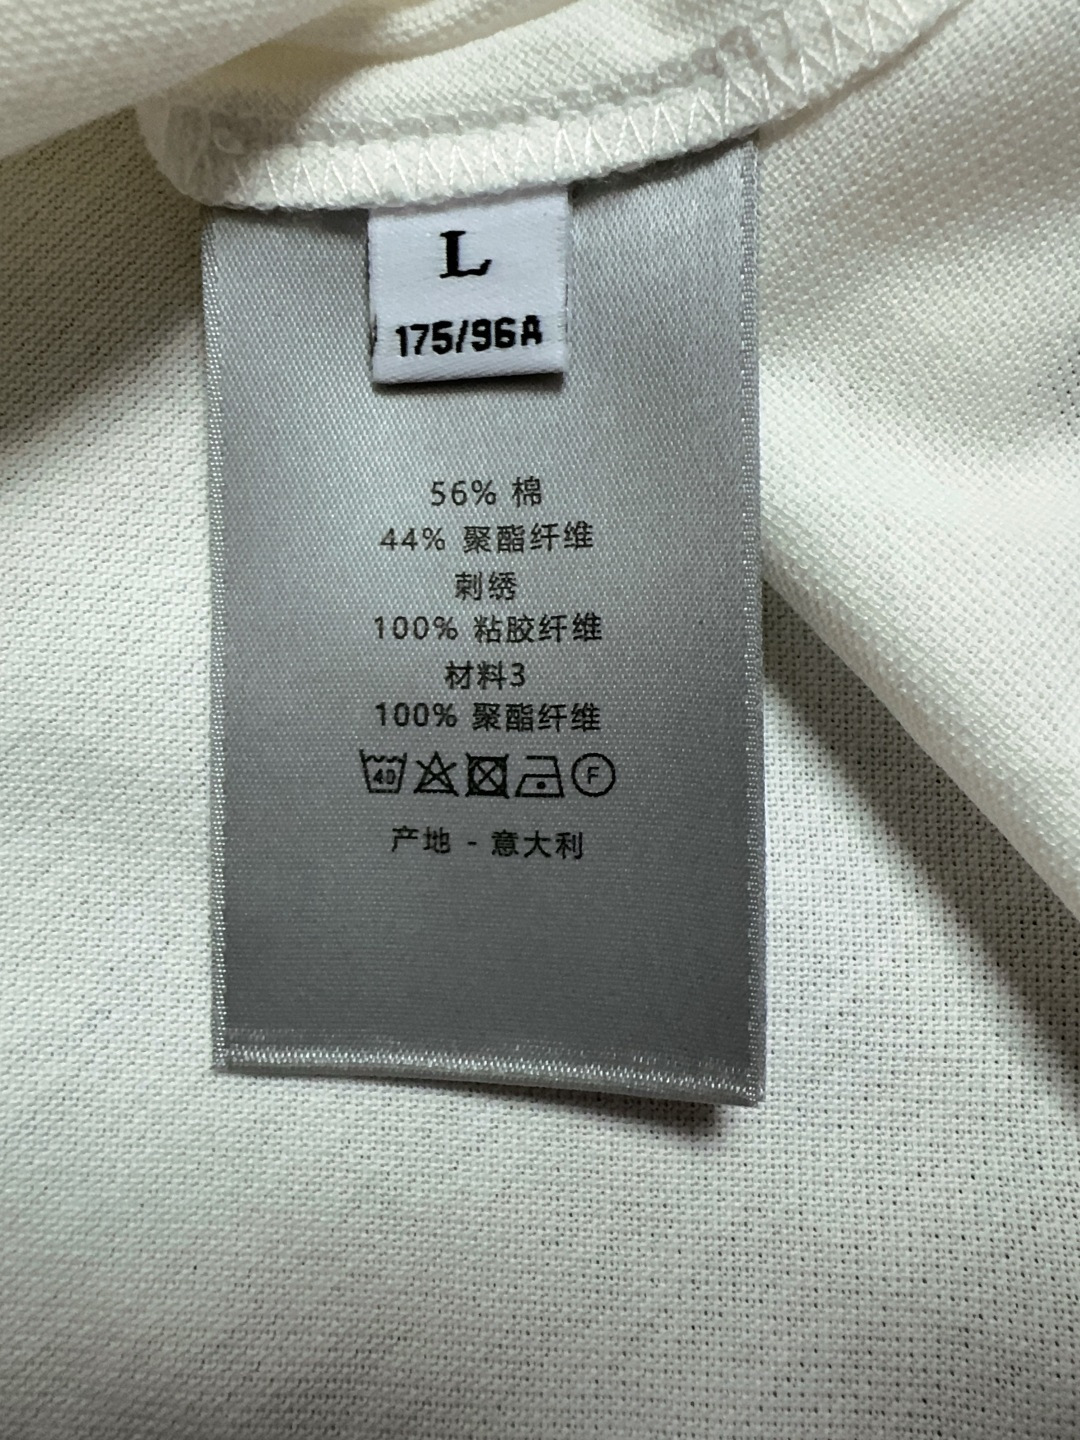 L
175/96A
56% 棉
44% 聚酯纤维
刺绣
100% 粘胶纤维
材料3
100% 聚酯纤维
40 F
产地 - 意大利